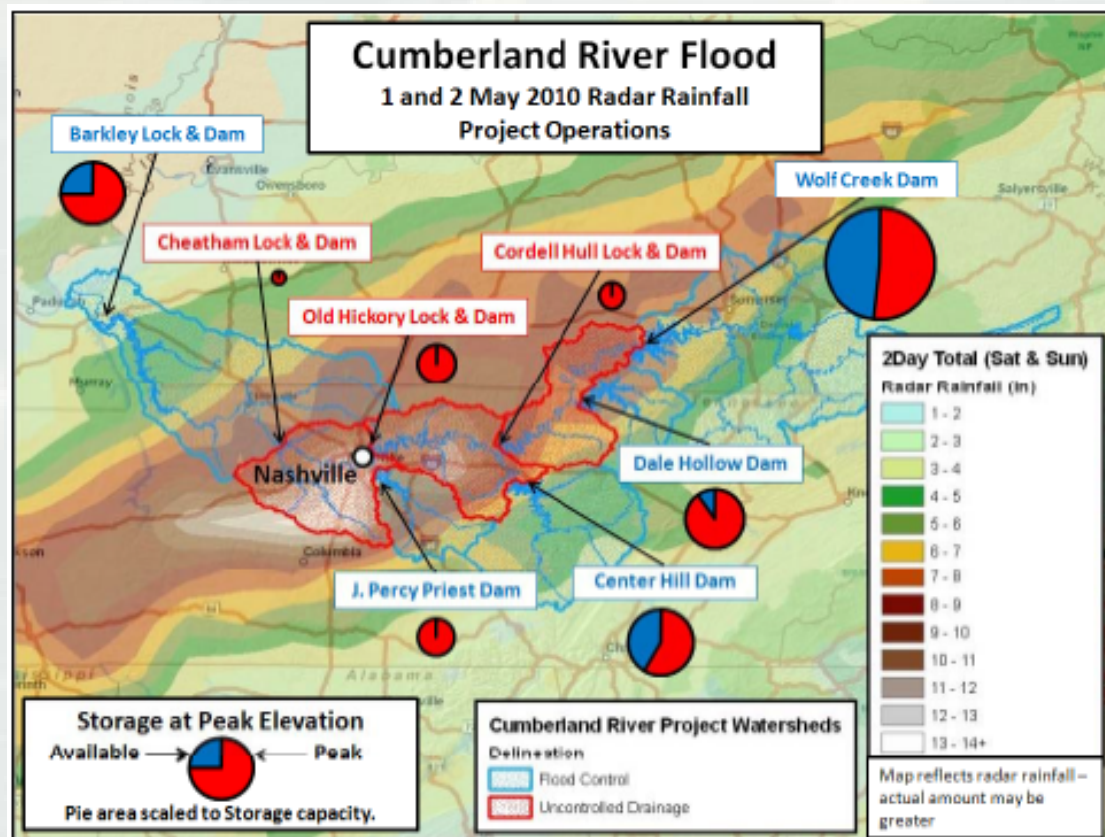 Cumberland River Flood
1 and 2 May 2010 Radar Rainfall
Project Operations
Barkley Lock & Dam
Evansville
Owensboro
Wolf Creek Dam
Salyersville
Cheatham Lock & Dam
Cordell Hull Lock & Dam
Paducah
Old Hickory Lock & Dam
Somerset
Murray
Nashville
Dale Hollow Dam
Columbia
J. Percy Priest Dam
Center Hill Dam
Alabama
2Day Total (Sat & Sun)
Radar Rainfall (in)
1 - 2
2 - 3
3 - 4
4 - 5
5 - 6
6 - 7
7 - 8
8 - 9
9 - 10
10 - 11
11 - 12
12 - 13
13 - 14+
Map reflects radar rainfall –
actual amount may be
greater
Storage at Peak Elevation
Available
Peak
Pie area scaled to Storage capacity.
Cumberland River Project Watersheds
Delineation
Flood Control
Uncontrolled Drainage